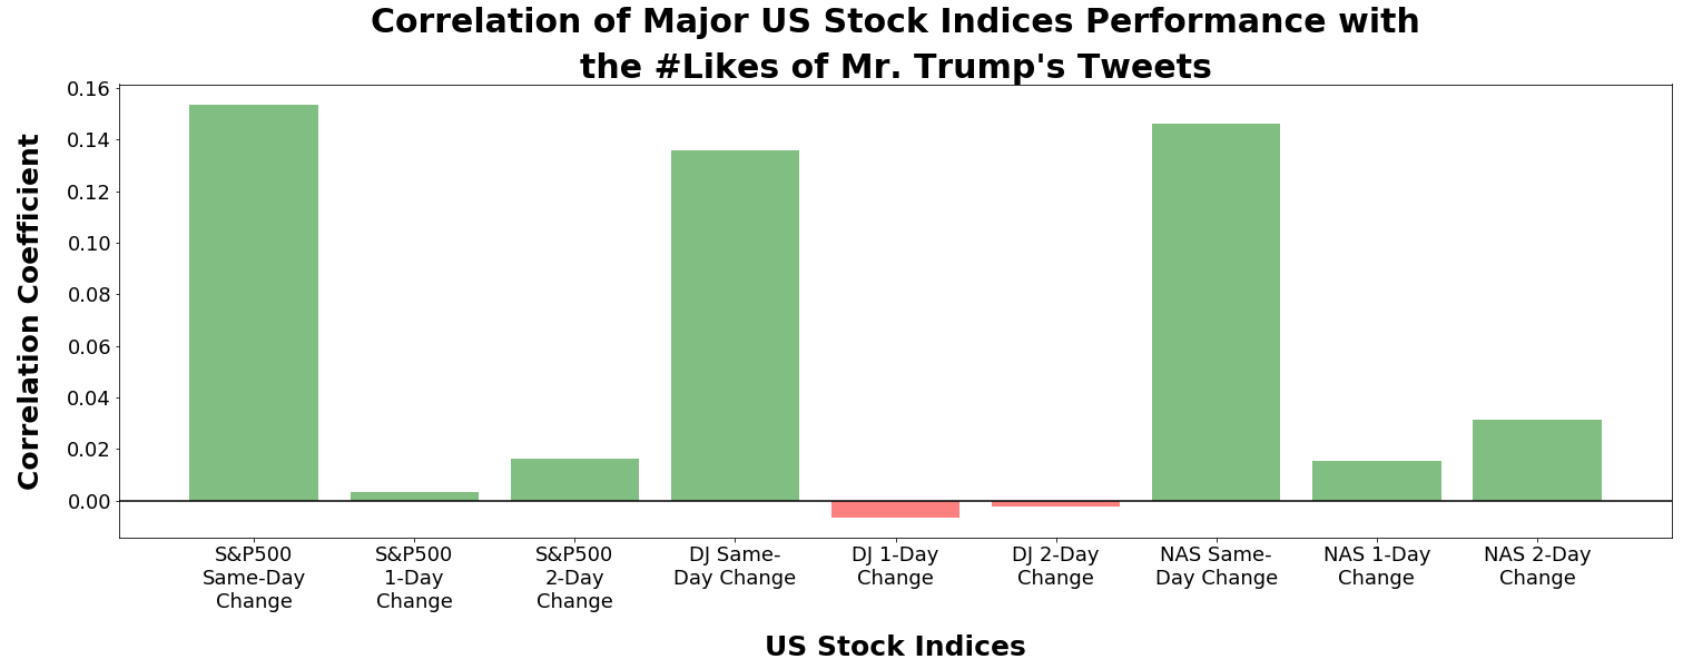 Correlation of Major US Stock Indices Performance with
the #Likes of Mr. Trump's Tweets
Correlation Coefficient
0.16
0.14
0.12
0.10
0.08
0.06
0.04
0.02
0.00
S&P500
Same-Day
Change
S&P500
1-Day
Change
S&P500
2-Day
Change
DJ Same-
Day Change
DJ 1-Day
Change
DJ 2-Day
Change
NAS Same-
Day Change
NAS 1-Day
Change
NAS 2-Day
Change
US Stock Indices